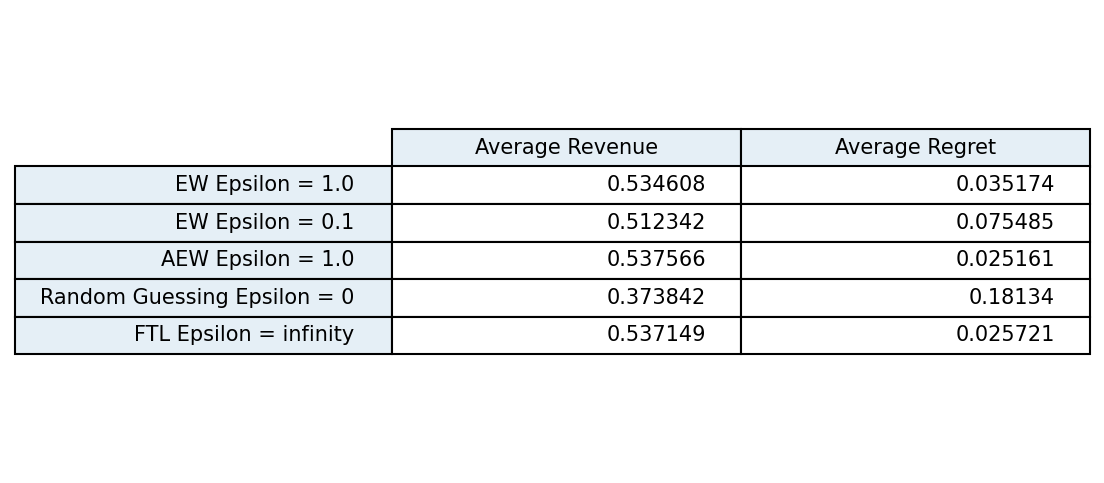 Average Revenue Average Regret
EW Epsilon = 1.0 0.534608 0.035174
EW Epsilon = 0.1 0.512342 0.075485
AEW Epsilon = 1.0 0.537566 0.025161
Random Guessing Epsilon = 0 0.373842 0.18134
FTL Epsilon = infinity 0.537149 0.025721